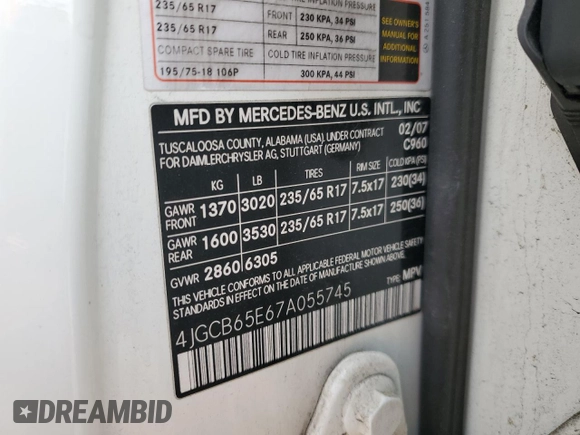 TIRE INFLATION PRESSURE
235/65 R17 FRONT 230 KPA, 34 PSI
235/65 R17 REAR 250 KPA, 36 PSI
COMPACT SPARE TIRE COLD TIRE INFLATION PRESSURE
195/75-18 106P 300 KPA, 44 PSI
SEE OWNER'S
MANUAL FOR
ADDITIONAL
INFORMATION
MFD BY MERCEDES-BENZ U.S. INTL., INC
TUSCALOOSA COUNTY, ALABAMA (USA), UNDER CONTRACT 02/07
FOR DAIMLERCHRYSLER AG, STUTTGART (GERMANY) C960
KG LB TIRES RIM SIZE COLD KPA (PSI)
GAWR FRONT 1370 3020 235/65 R17 7.5x17 230(34)
GAWR REAR 1600 3530 235/65 R17 7.5x17 250(36)
GVWR 2860 6305
THIS VEHICLE CONFORMS TO ALL APPLICABLE FEDERAL MOTOR VEHICLE SAFETY
STANDARDS IN EFFECT ON THE DATE OF MANUFACTURE SHOWN ABOVE.
4JGCB65E67A055745 TYPE: MPV
DREAMBID